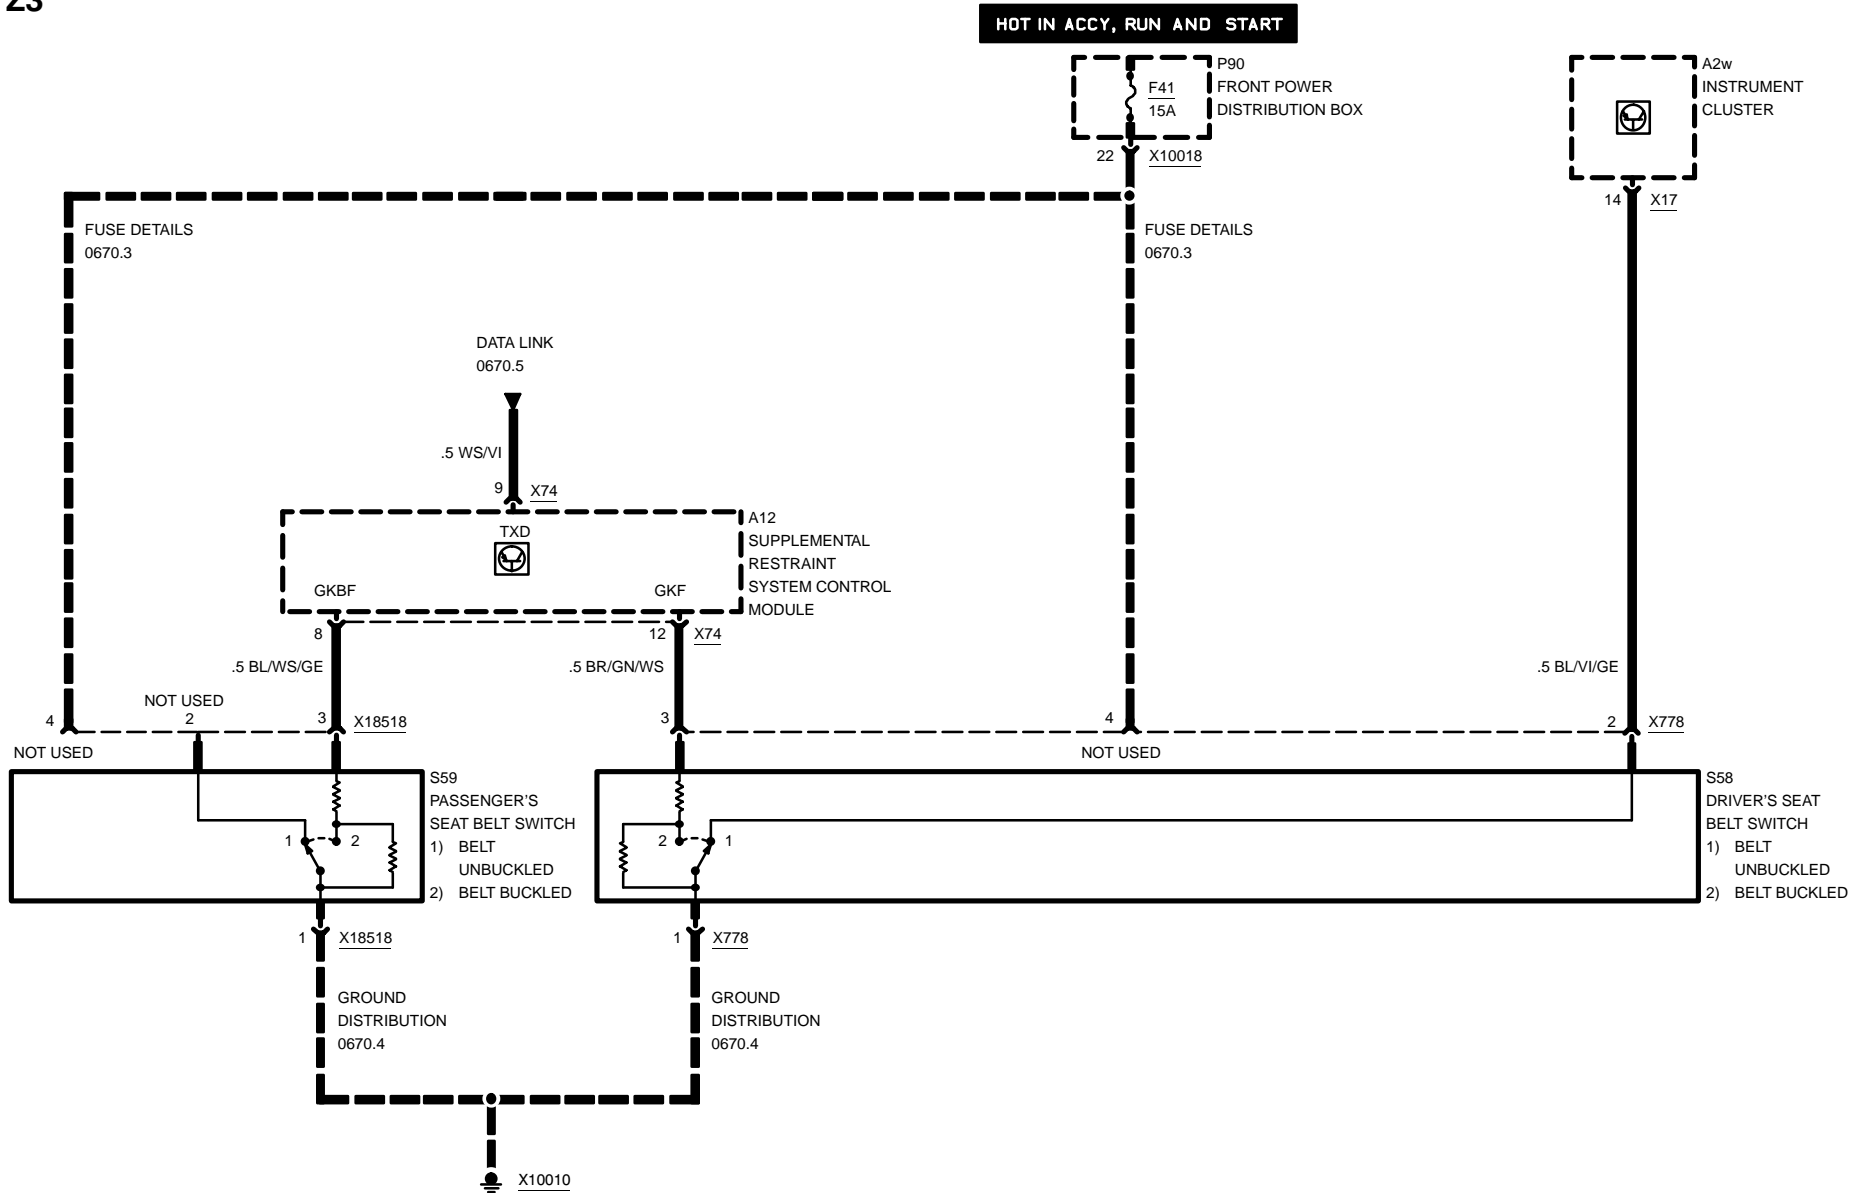 Z3
HOT IN ACCY, RUN AND START
P90
FRONT POWER
DISTRIBUTION BOX
F41
15A
22
X10018
A2w
INSTRUMENT
CLUSTER
14
X17
FUSE DETAILS
0670.3
FUSE DETAILS
0670.3
DATA LINK
0670.5
.5 WS/VI
9
X74
TXD
A12
SUPPLEMENTAL
RESTRAINT
SYSTEM CONTROL
MODULE
GKBF
GKF
8
12
X74
.5 BL/WS/GE
.5 BR/GN/WS
.5 BL/VI/GE
NOT USED
4
2
3
X18518
3
4
2
X778
NOT USED
NOT USED
S59
PASSENGER'S
SEAT BELT SWITCH
1) BELT
UNBUCKLED
2) BELT BUCKLED
1
2
2
1
S58
DRIVER'S SEAT
BELT SWITCH
1) BELT
UNBUCKLED
2) BELT BUCKLED
1
X18518
1
X778
GROUND
DISTRIBUTION
0670.4
GROUND
DISTRIBUTION
0670.4
X10010